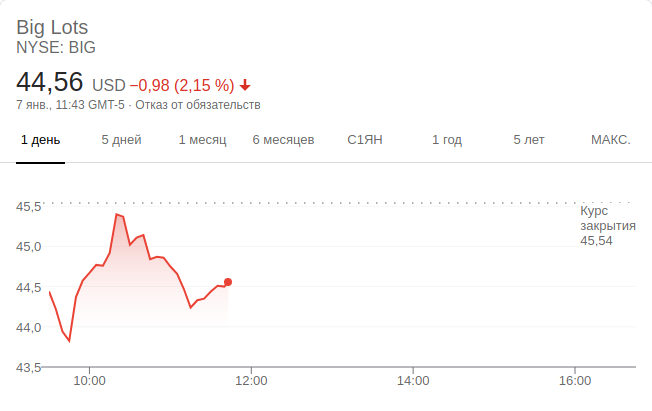 Big Lots
NYSE: BIG
44,56 USD −0,98 (2,15 %)
7 янв., 11:43 GMT-5 · Отказ от обязательств
1 день 5 дней 1 месяц 6 месяцев С1ЯН 1 год 5 лет МАКС.
45,5
Курс
закрытия
45,54
45,0
44,5
44,0
43,5
10:00 12:00 14:00 16:00